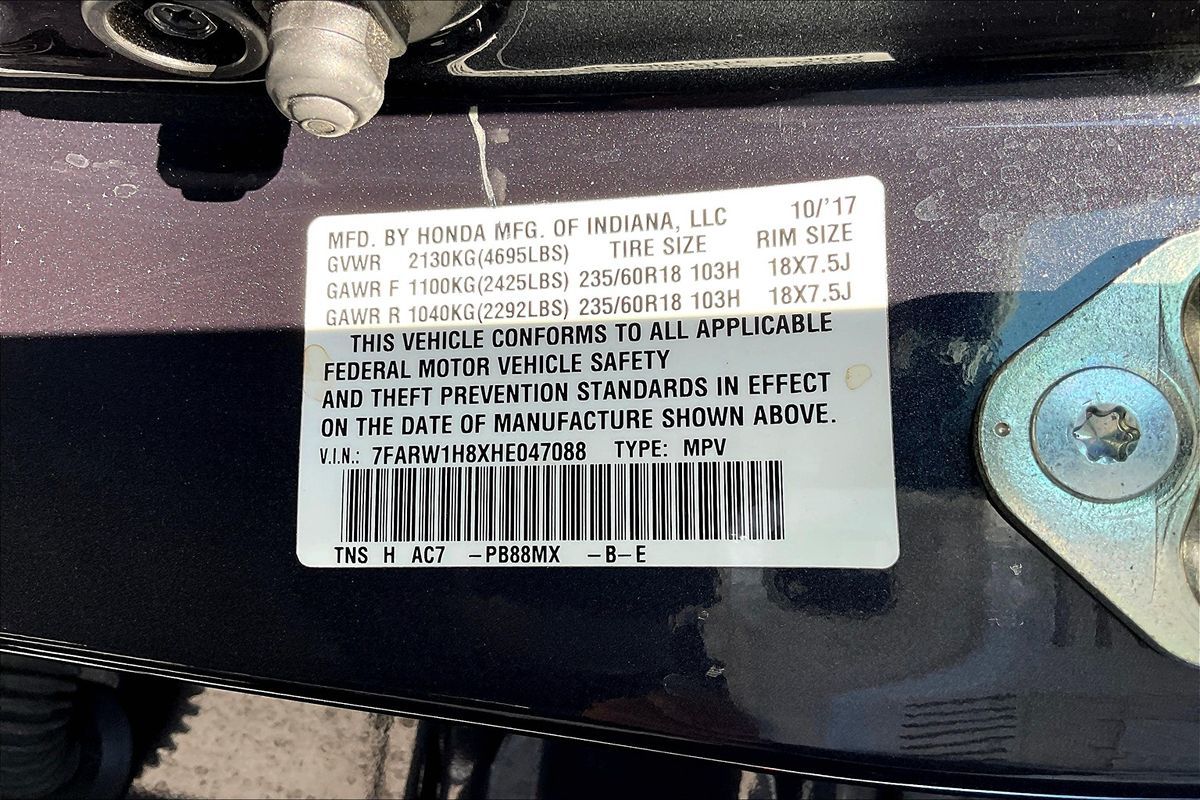 MFD. BY HONDA MFG. OF INDIANA, LLC 10/'17
GVWR 2130KG(4695LBS) TIRE SIZE RIM SIZE
GAWR F 1100KG(2425LBS) 235/60R18 103H 18X7.5J
GAWR R 1040KG(2292LBS) 235/60R18 103H 18X7.5J
THIS VEHICLE CONFORMS TO ALL APPLICABLE
FEDERAL MOTOR VEHICLE SAFETY
AND THEFT PREVENTION STANDARDS IN EFFECT
ON THE DATE OF MANUFACTURE SHOWN ABOVE.
V.I.N.: 7FARW1H8XHE047088 TYPE: MPV
TNS H AC7 -PB88MX -B-E